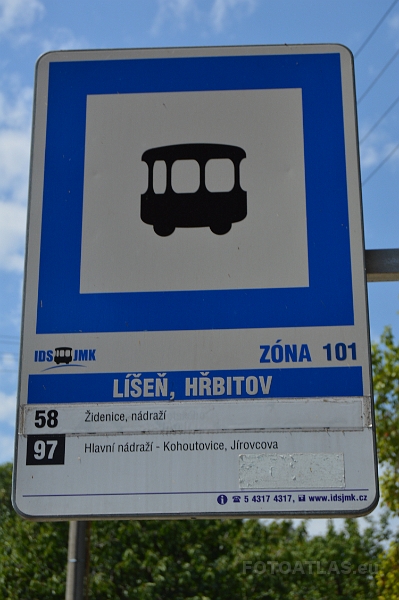 IDS JMK
ZÓNA 101
LÍŠEŇ, HŘBITOV
58 Židenice, nádraží
97 Hlavní nádraží - Kohoutovice, Jírovcova
i ☎ 5 4317 4317, www.idsjmk.cz
FOTOATLAS.eu